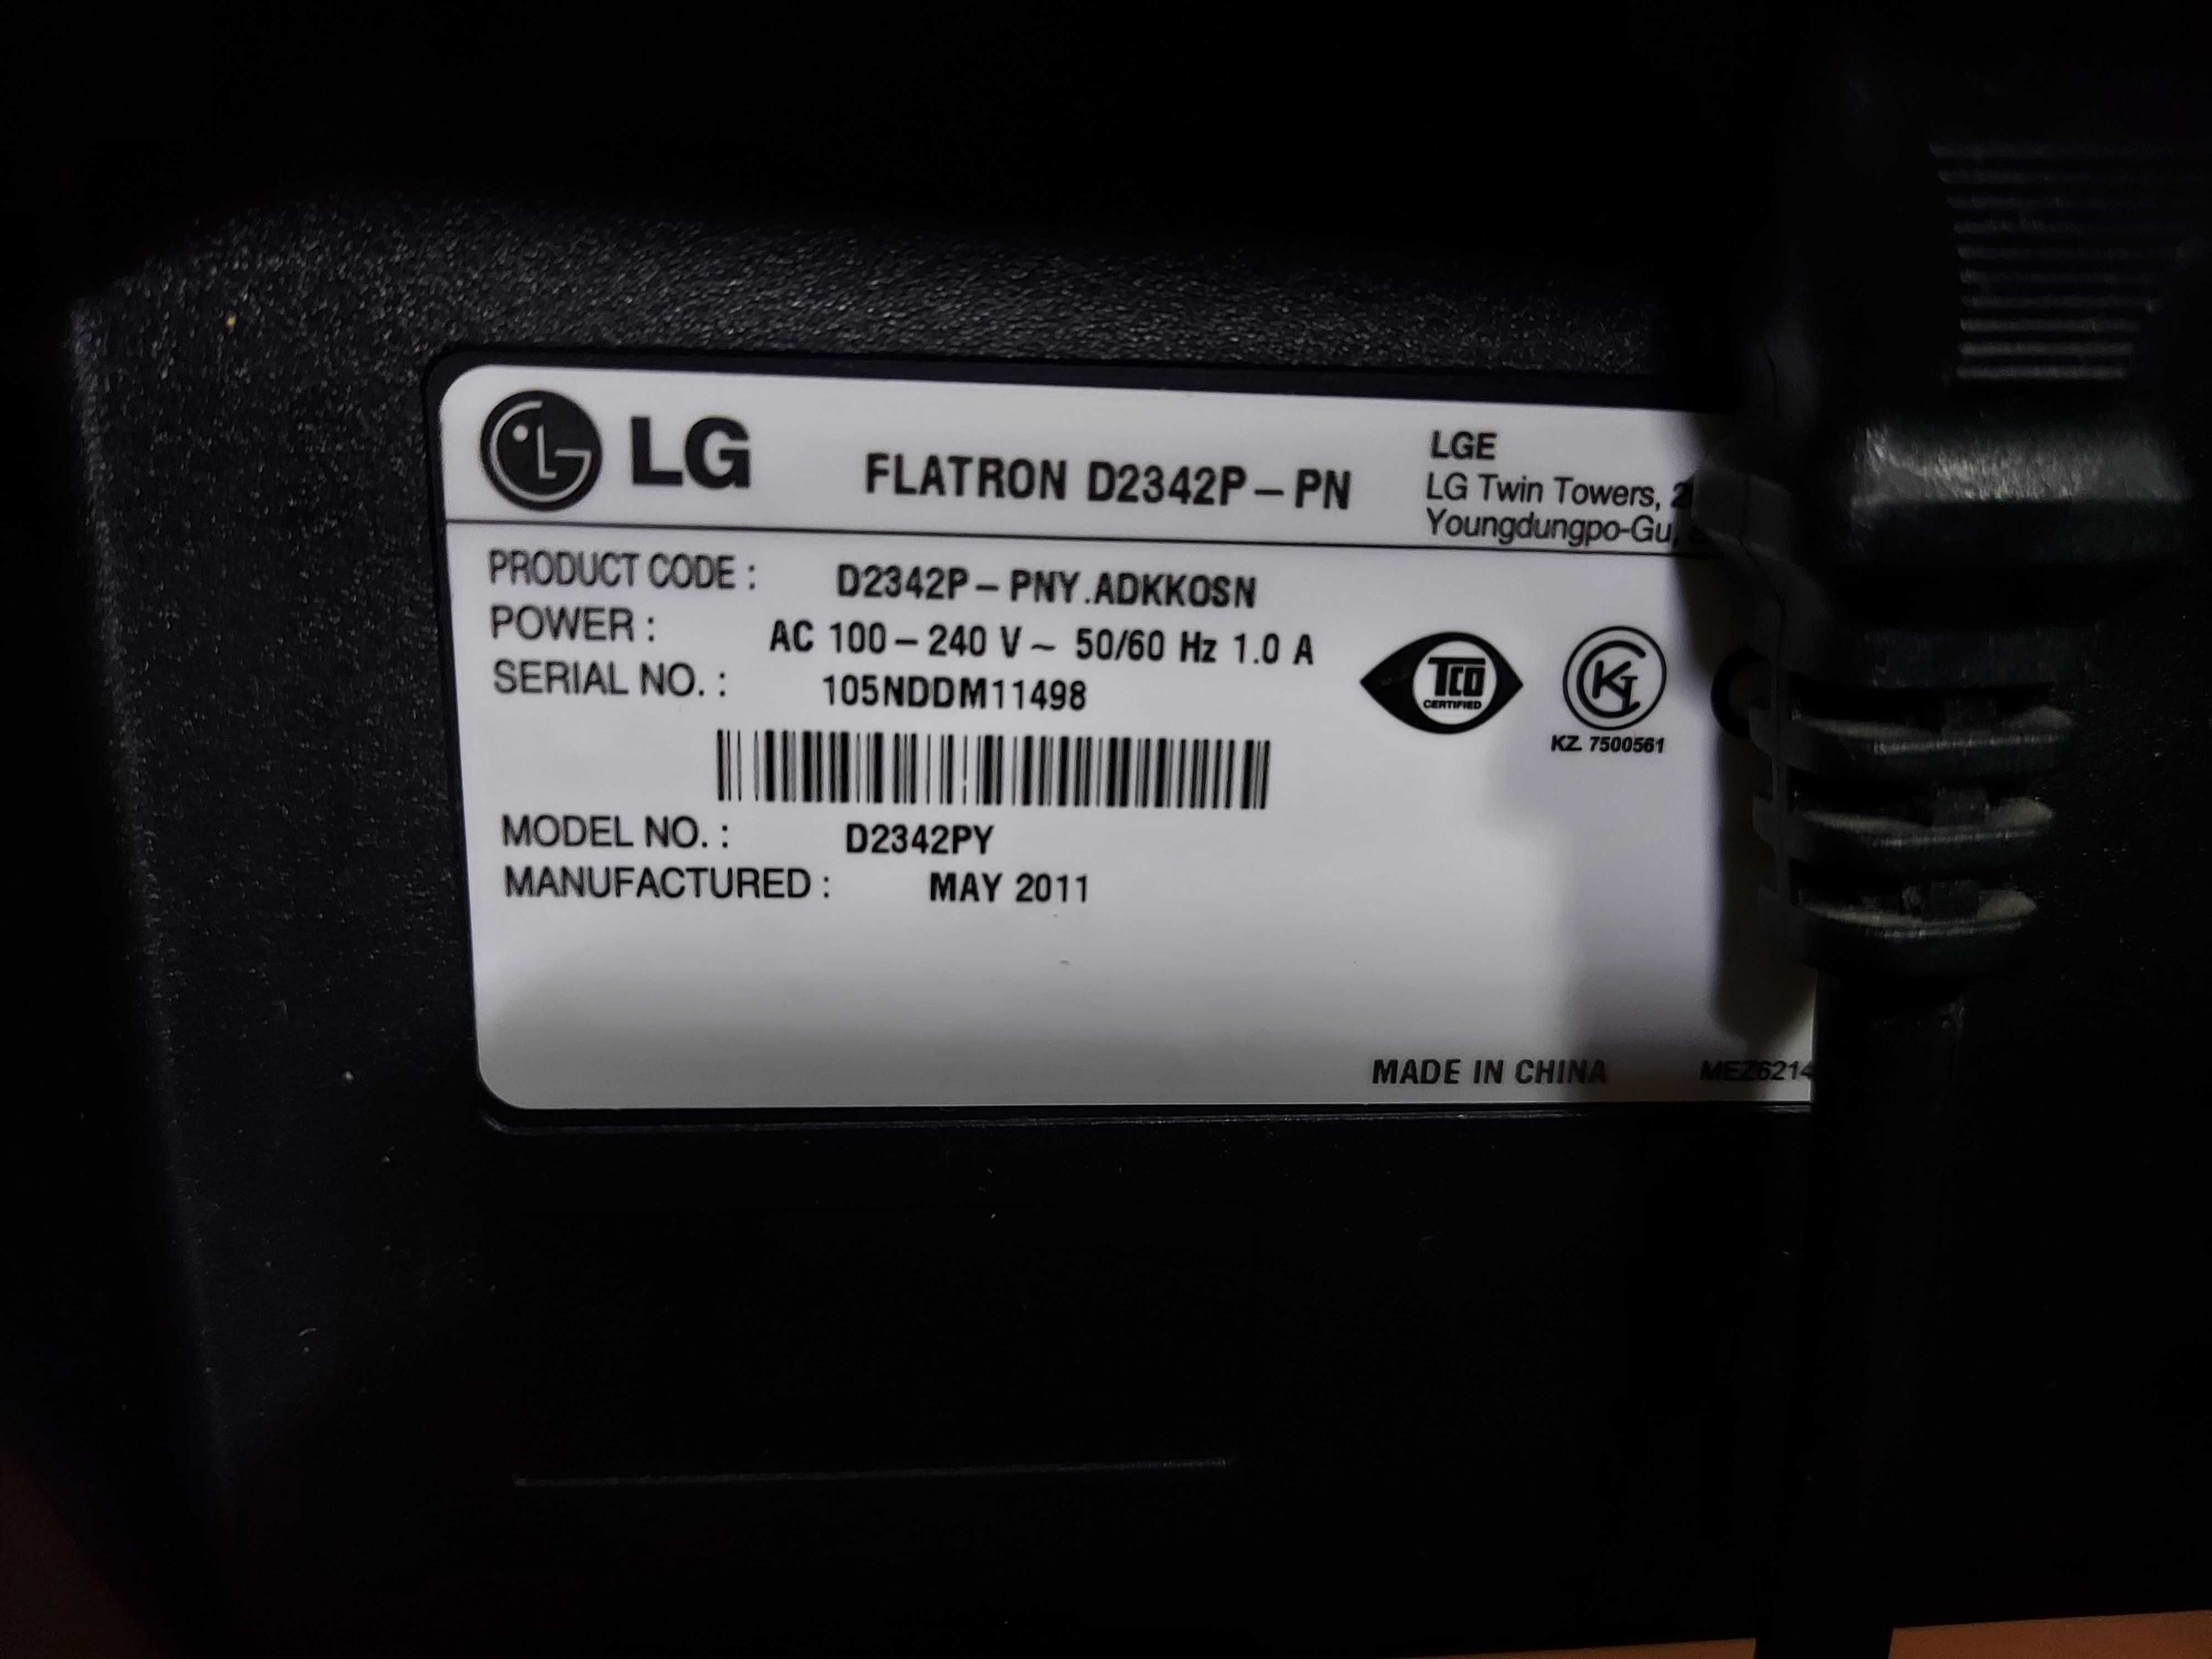 LG FLATRON D2342P-PN
LGE
LG Twin Towers,
Youngdungpo-Gu,
PRODUCT CODE : D2342P-PNY.ADKKOSN
POWER : AC 100-240 V~ 50/60 Hz 1.0 A
SERIAL NO. : 105NDDM11498
TCO
CERTIFIED
KZ. 7500561
MODEL NO. : D2342PY
MANUFACTURED : MAY 2011
MADE IN CHINA